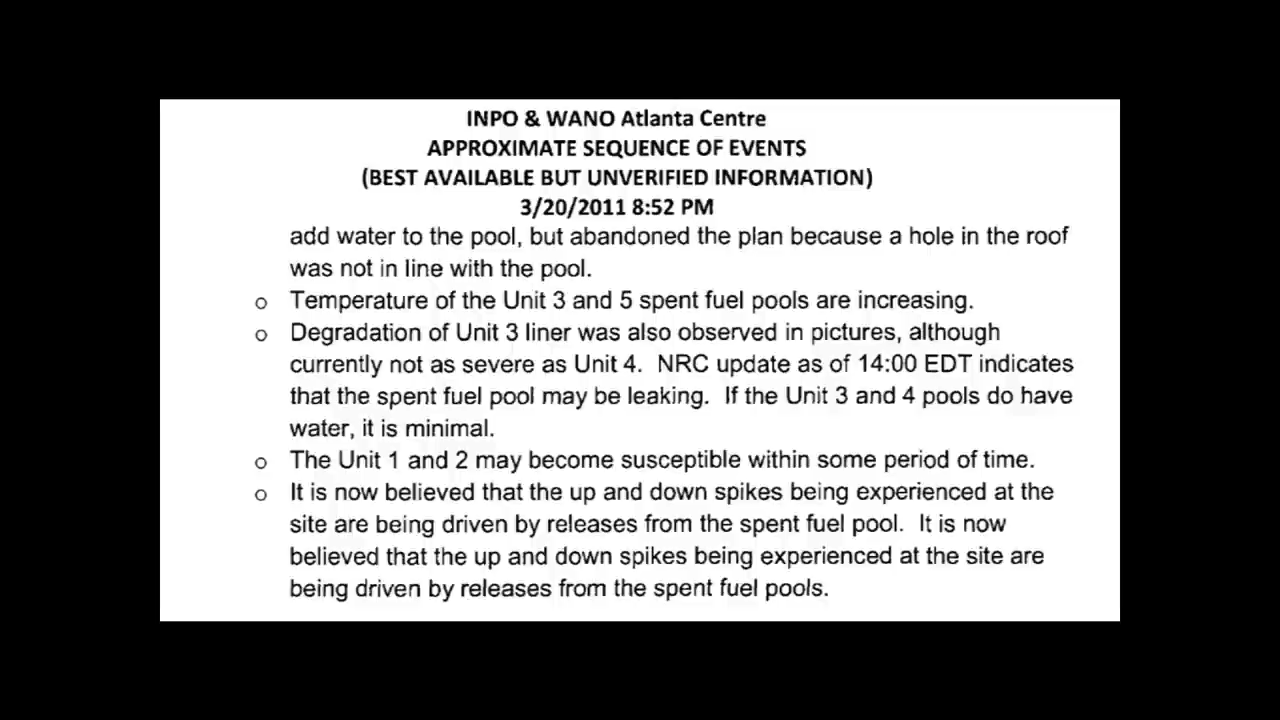 INPO & WANO Atlanta Centre
APPROXIMATE SEQUENCE OF EVENTS
(BEST AVAILABLE BUT UNVERIFIED INFORMATION)
3/20/2011 8:52 PM
add water to the pool, but abandoned the plan because a hole in the roof
was not in line with the pool.
o Temperature of the Unit 3 and 5 spent fuel pools are increasing.
o Degradation of Unit 3 liner was also observed in pictures, although
currently not as severe as Unit 4. NRC update as of 14:00 EDT indicates
that the spent fuel pool may be leaking. If the Unit 3 and 4 pools do have
water, it is minimal.
o The Unit 1 and 2 may become susceptible within some period of time.
o It is now believed that the up and down spikes being experienced at the
site are being driven by releases from the spent fuel pool. It is now
believed that the up and down spikes being experienced at the site are
being driven by releases from the spent fuel pools.